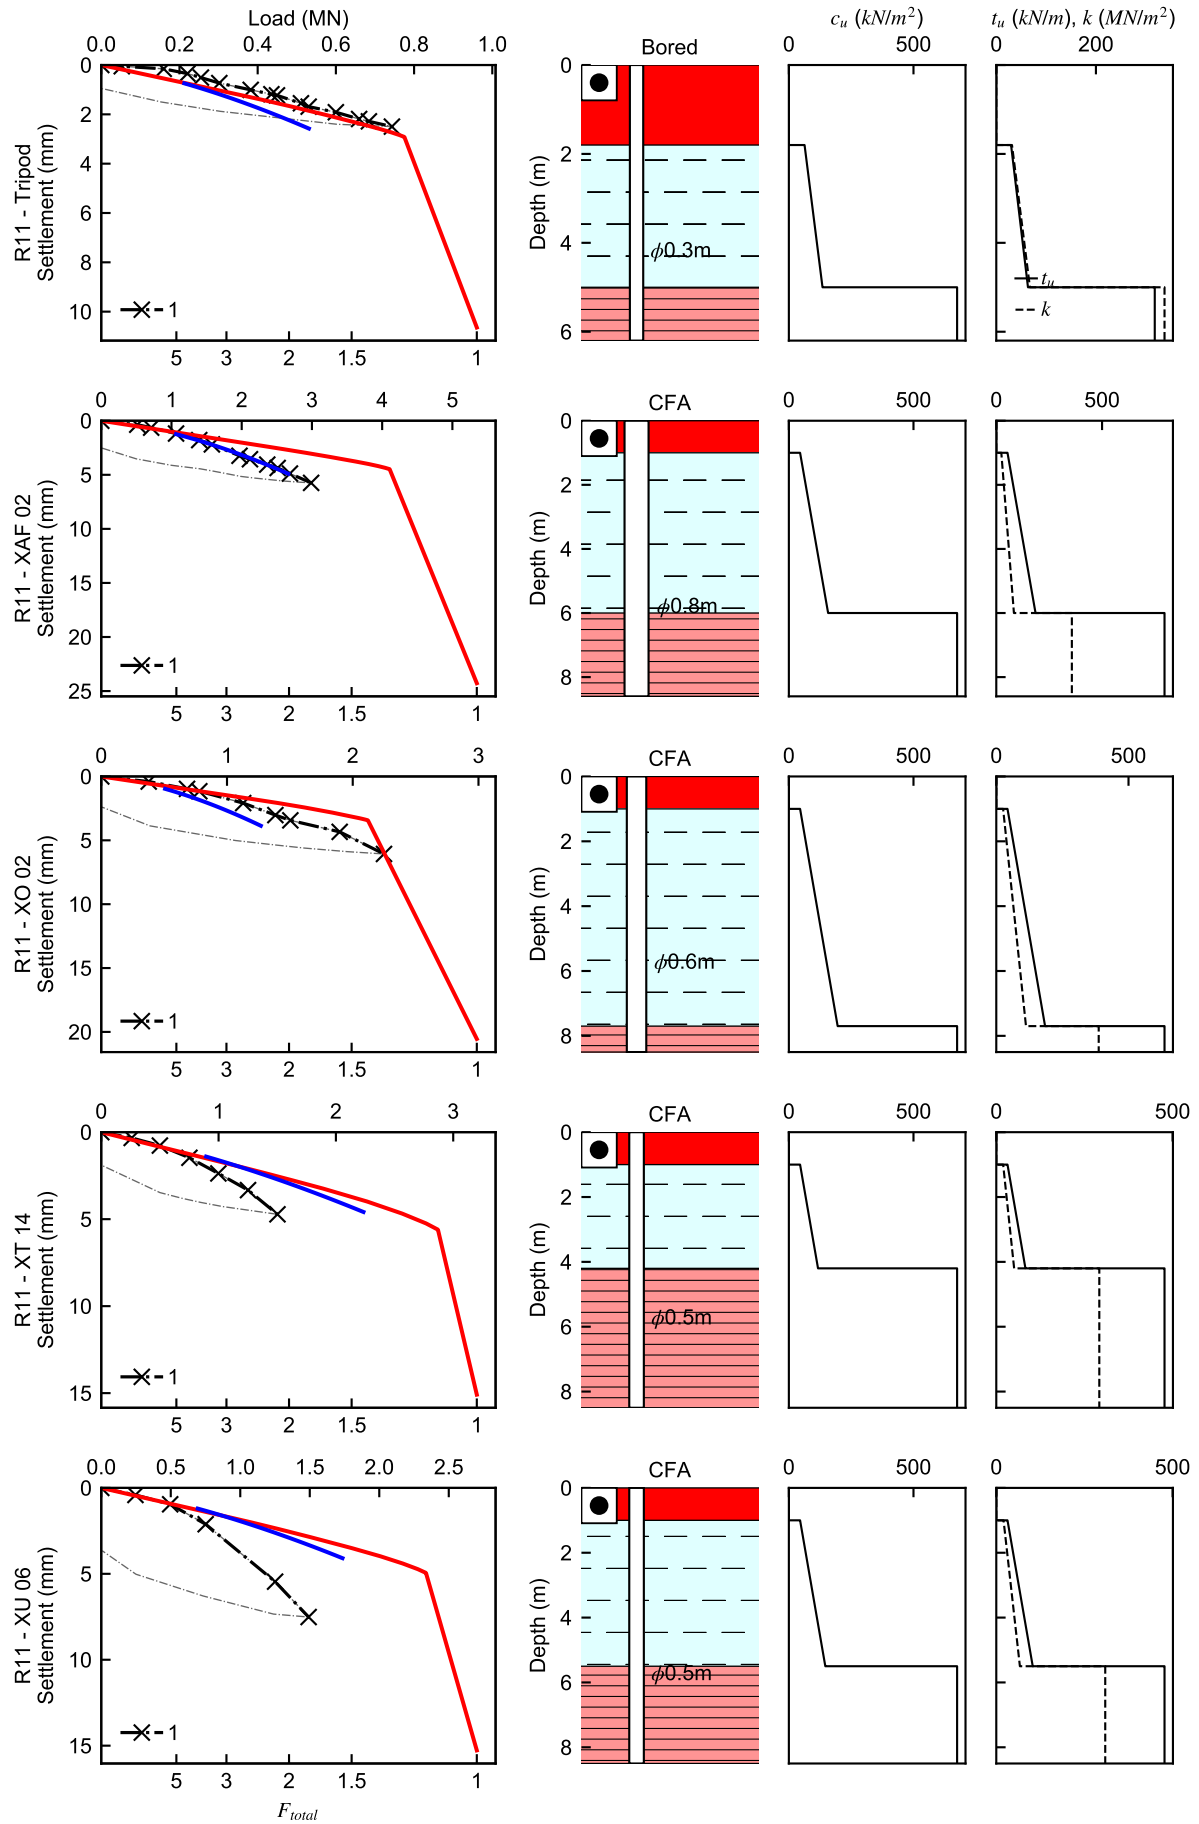 Load (MN)
0.0 0.2 0.4 0.6 0.8 1.0
R11 - Tripod
Settlement (mm)
0
2
4
6
8
10
1
5 3 2 1.5 1
Bored
Depth (m)
0
2
4
6
ϕ0.3m
c_u (kN/m²)
0 500
t_u (kN/m), k (MN/m²)
0 200
t_u
k
0 1 2 3 4 5
R11 - XAF 02
Settlement (mm)
0
5
10
15
20
25
1
5 3 2 1.5 1
CFA
Depth (m)
0
2
4
6
8
ϕ0.8m
0 500
0 500
0 1 2 3
R11 - XO 02
Settlement (mm)
0
5
10
15
20
1
5 3 2 1.5 1
CFA
Depth (m)
0
2
4
6
8
ϕ0.6m
0 500
0 500
0 1 2 3
R11 - XT 14
Settlement (mm)
0
5
10
15
1
5 3 2 1.5 1
CFA
Depth (m)
0
2
4
6
8
ϕ0.5m
0 500
0 500
0.0 0.5 1.0 1.5 2.0 2.5
R11 - XU 06
Settlement (mm)
0
5
10
15
1
5 3 2 1.5 1
F_total
CFA
Depth (m)
0
2
4
6
8
ϕ0.5m
0 500
0 500